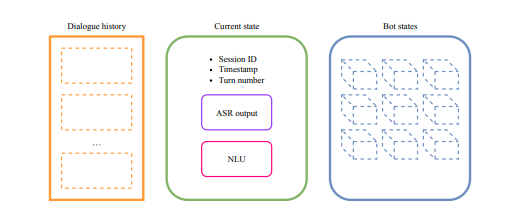 Dialogue history
Current state
Bot states
• Session ID
• Timestamp
• Turn number
ASR output
NLU
...